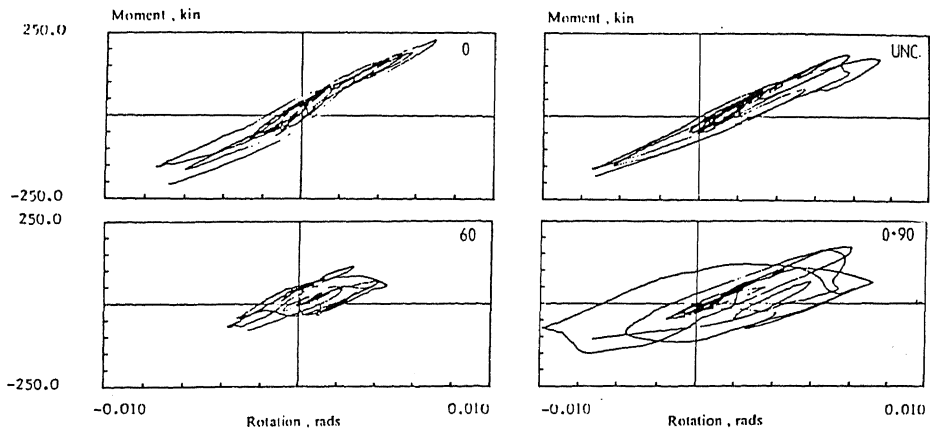 Moment , kin
Moment , kin
250.0
0
UNC.
-250.0
250.0
60
0+90
-250.0
-0.010
0.010
-0.010
0.010
Rotation , rads
Rotation , rads